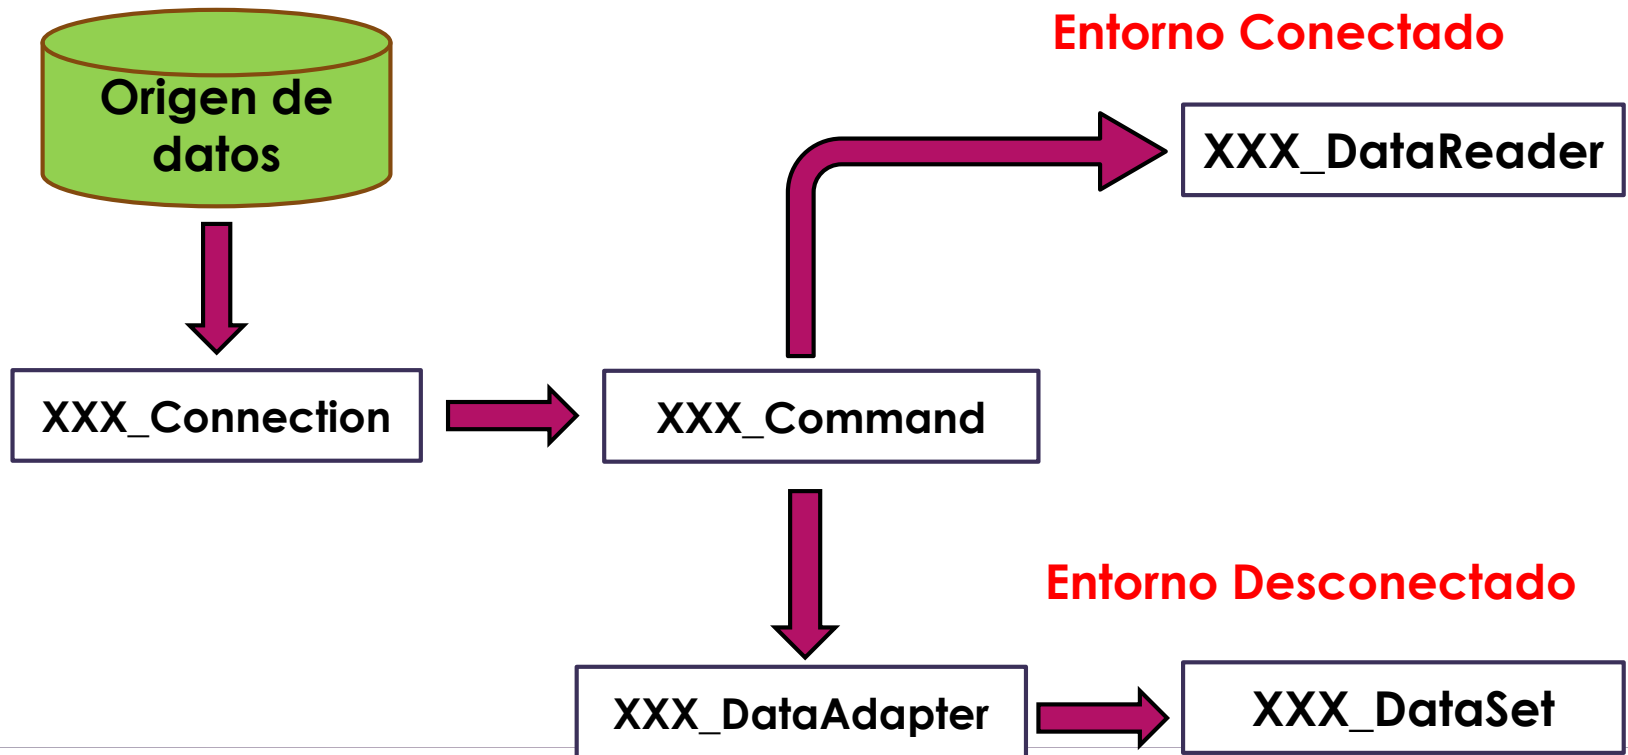 Entorno Conectado
Origen de
datos
XXX_DataReader
XXX_Connection
XXX_Command
Entorno Desconectado
XXX_DataAdapter
XXX_DataSet